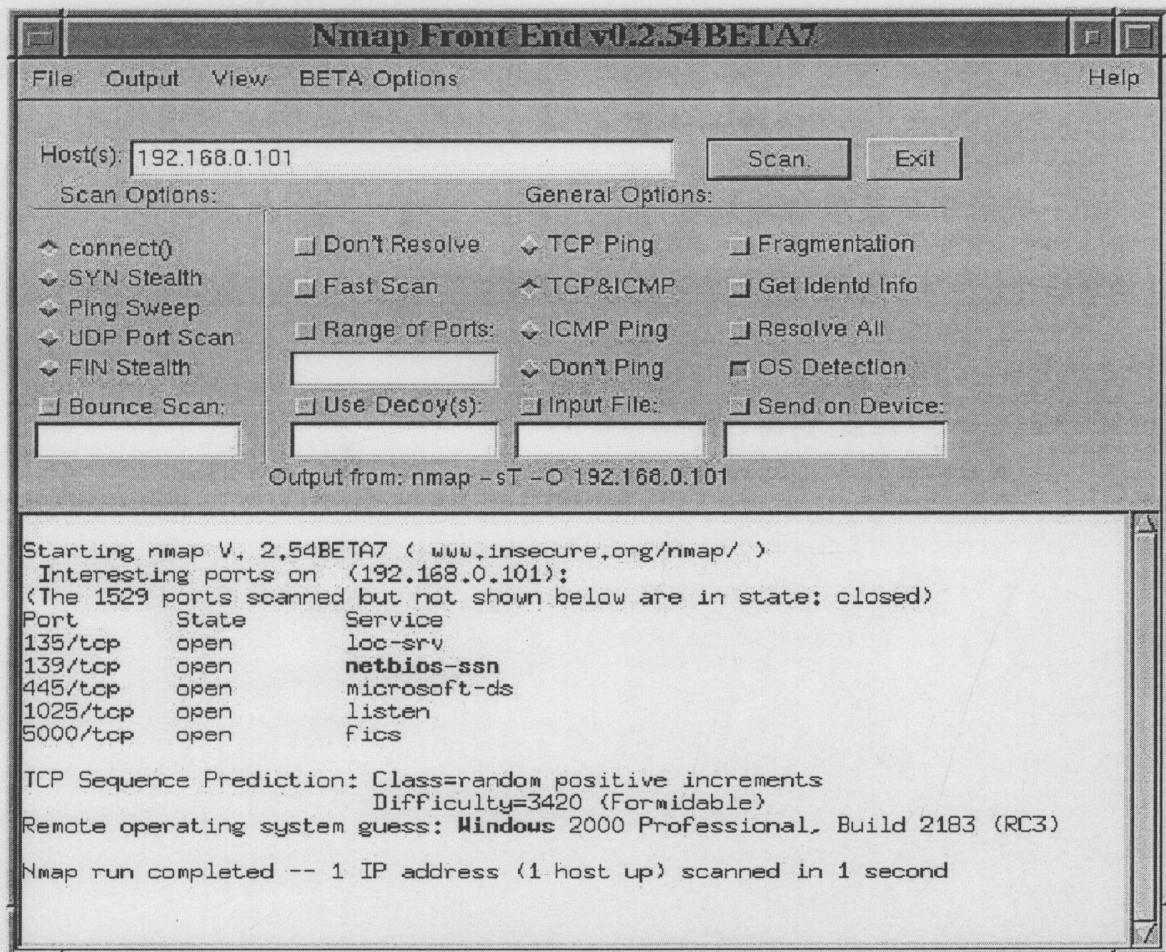 Nmap Front End v0.2.54BETA7
File Output View BETA Options Help
Host(s): 192.168.0.101 Scan. Exit
Scan Options: General Options:
connect() Don't Resolve TCP Ping Fragmentation
SYN Stealth Fast Scan TCP&ICMP Get Identd Info
Ping Sweep Range of Ports: ICMP Ping Resolve All
UDP Port Scan Don't Ping OS Detection
FIN Stealth Use Decoy(s): Input File: Send on Device:
Bounce Scan:
Output from: nmap -sT -O 192.168.0.101
Starting nmap V. 2.54BETA7 ( www.insecure.org/nmap/ )
Interesting ports on (192.168.0.101):
(The 1529 ports scanned but not shown below are in state: closed)
Port State Service
135/tcp open loc-srv
139/tcp open netbios-ssn
445/tcp open microsoft-ds
1025/tcp open listen
5000/tcp open fics
TCP Sequence Prediction: Class=random positive increments
Difficulty=3420 (Formidable)
Remote operating system guess: Windows 2000 Professional, Build 2183 (RC3)
Nmap run completed -- 1 IP address (1 host up) scanned in 1 second